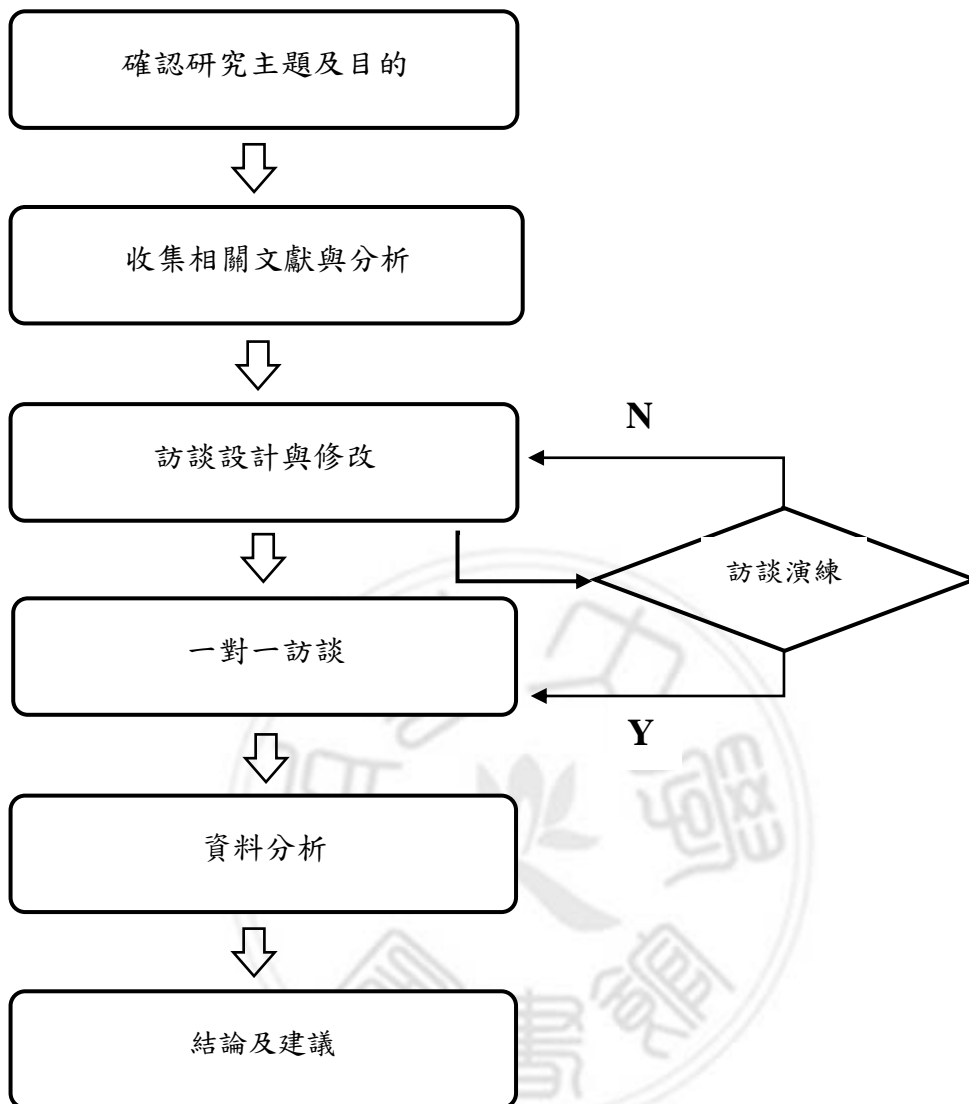 確認研究主題及目的
收集相關文獻與分析
訪談設計與修改
N
訪談演練
一對一訪談
Y
資料分析
結論及建議